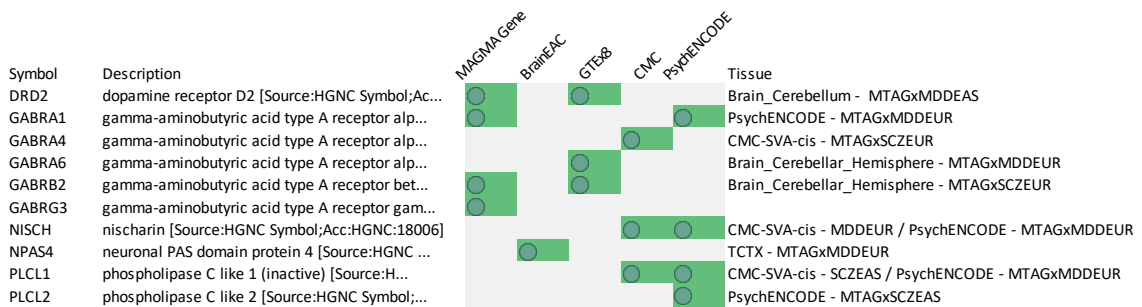 MAGMA Gene BrainEAC GTEx8 CMC PsychENCODE
Symbol Description Tissue
DRD2 dopamine receptor D2 [Source:HGNC Symbol;Ac... Brain_Cerebellum - MTAGxMDDEAS
GABRA1 gamma-aminobutyric acid type A receptor alp... PsychENCODE - MTAGxMDDEUR
GABRA4 gamma-aminobutyric acid type A receptor alp... CMC-SVA-cis - MTAGxSCZEUR
GABRA6 gamma-aminobutyric acid type A receptor alp... Brain_Cerebellar_Hemisphere - MTAGxMDDEUR
GABRB2 gamma-aminobutyric acid type A receptor bet... Brain_Cerebellar_Hemisphere - MTAGxSCZEUR
GABRG3 gamma-aminobutyric acid type A receptor gam...
NISCH nischarin [Source:HGNC Symbol;Acc:HGNC:18006] CMC-SVA-cis - MDDEUR / PsychENCODE - MTAGxMDDEUR
NPAS4 neuronal PAS domain protein 4 [Source:HGNC ... TCTX - MTAGxMDDEUR
PLCL1 phospholipase C like 1 (inactive) [Source:H... CMC-SVA-cis - SCZEAS / PsychENCODE - MTAGxMDDEUR
PLCL2 phospholipase C like 2 [Source:HGNC Symbol;... PsychENCODE - MTAGxSCZEAS